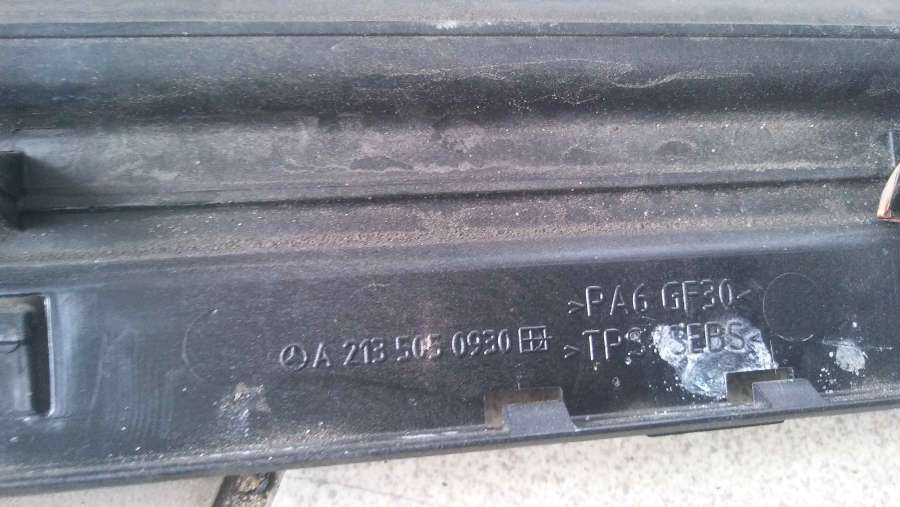 A 213 505 0930
>PA6 GF30<
>TPS SEBS<